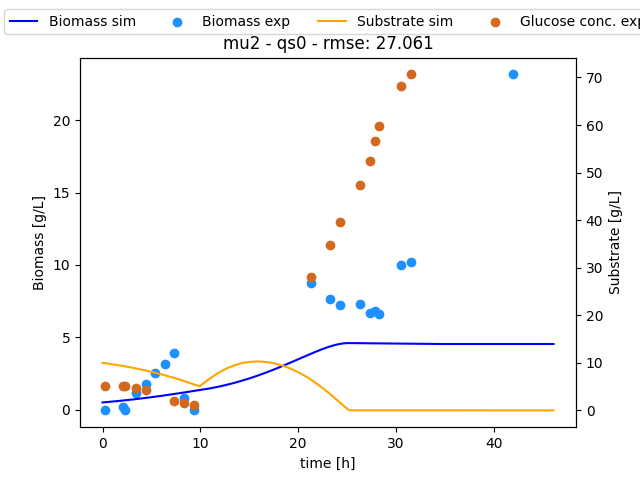 Biomass sim Biomass exp Substrate sim Glucose conc. exp
mu2 - qs0 - rmse: 27.061
Biomass [g/L]
20
15
10
5
0
70
60
50
40
30
20
10
0
Substrate [g/L]
0 10 20 30 40
time [h]